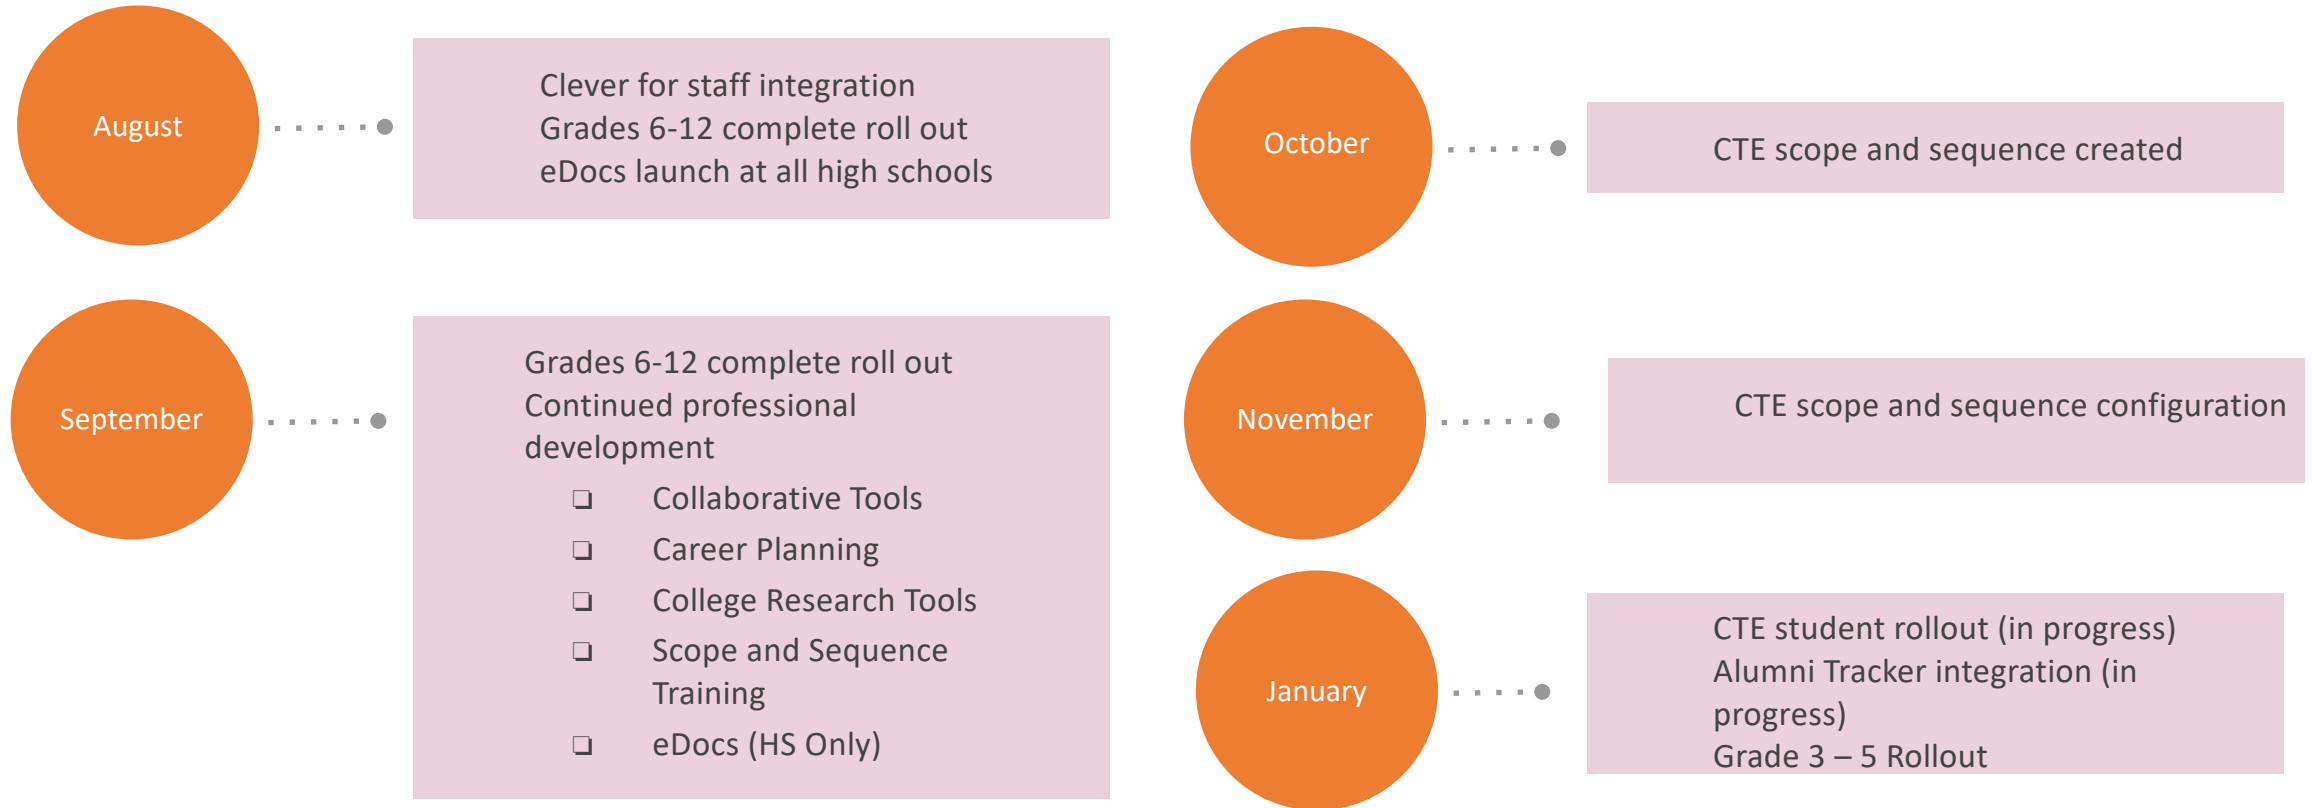 August
Clever for staff integration
Grades 6-12 complete roll out
eDocs launch at all high schools
September
Grades 6-12 complete roll out
Continued professional
development
❏ Collaborative Tools
❏ Career Planning
❏ College Research Tools
❏ Scope and Sequence
Training
❏ eDocs (HS Only)
October
CTE scope and sequence created
November
CTE scope and sequence configuration
January
CTE student rollout (in progress)
Alumni Tracker integration (in
progress)
Grade 3 – 5 Rollout